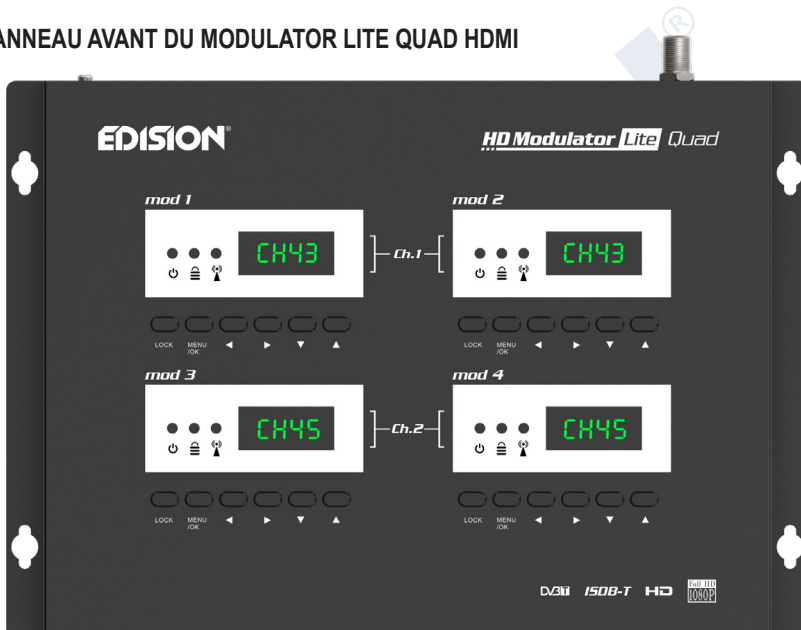 ANNEAU AVANT DU MODULATOR LITE QUAD HDMI
®
EDISION®
HD Modulator Lite Quad
mod 1
mod 2
CH43
Ch.1
CH43
LOCK MENU /OK ◄ ► ▼ ▲
LOCK MENU /OK ◄ ► ▼ ▲
mod 3
mod 4
CH45
Ch.2
CH45
LOCK MENU /OK ◄ ► ▼ ▲
LOCK MENU /OK ◄ ► ▼ ▲
DVB T ISDB-T HD Full HD 1080P